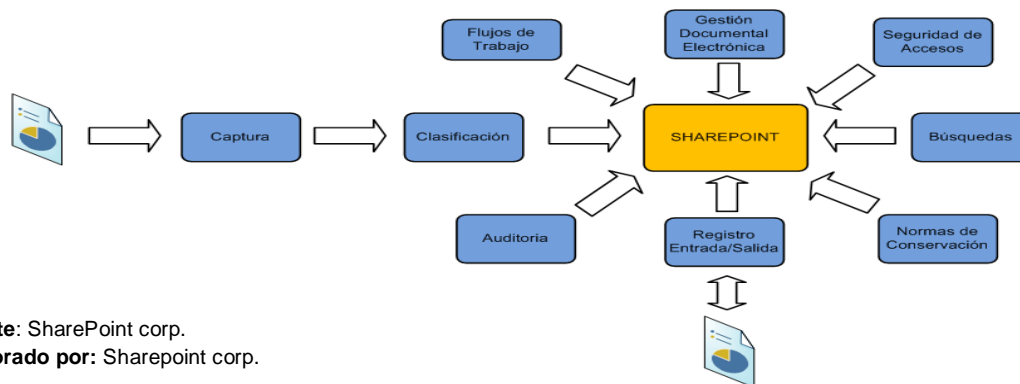 Flujos de
Trabajo
Gestión
Documental
Electrónica
Seguridad de
Accesos
Captura
Clasificación
SHAREPOINT
Búsquedas
Auditoria
Registro
Entrada/Salida
Normas de
Conservación
te: SharePoint corp.
orado por: Sharepoint corp.